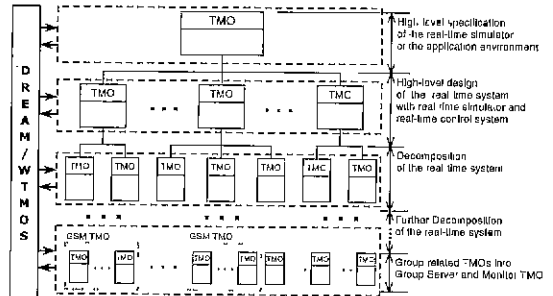 DREAM/WTMOS
TMO
High level specification
of the real-time simulator
or the application environment
TMO
TMO
TMC
High-level design
of the real time system
with real time simulator and
real-time control system
TMO
TMO
TMO
TMO
TMO
TMC
TMO
Decomposition
of the real time system
Further Decomposition
of the real-time system
GSM TMO
GSM TMO
TMO
TMO
TMO
TMO
TMO
TMO
TMO
Group related TMOs into
Group Server and Monitor TMO